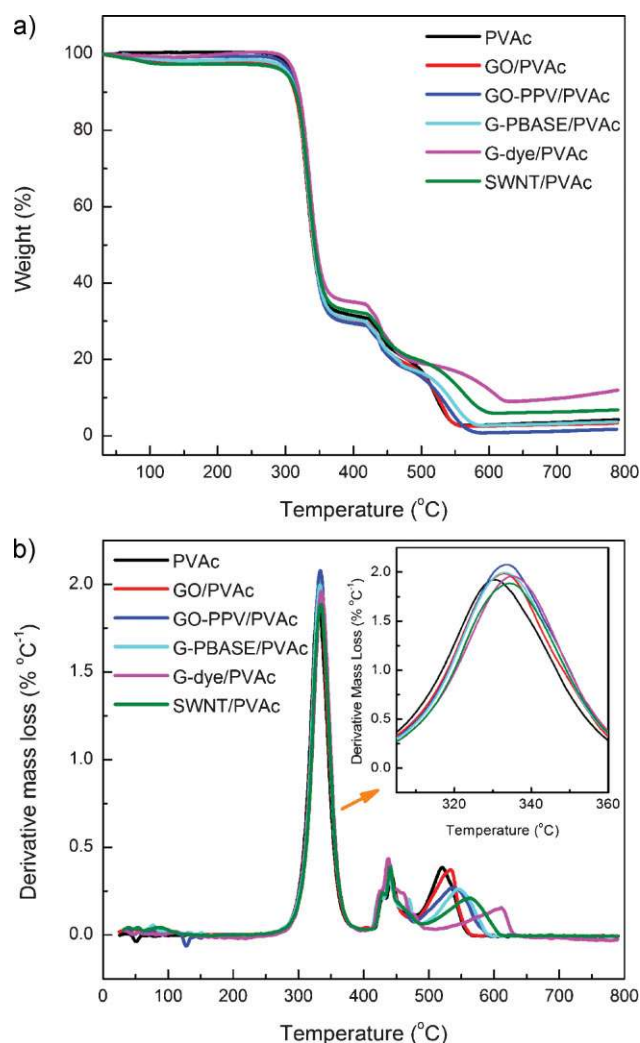 a)
PVAc
GO/PVAc
GO-PPV/PVAc
G-PBASE/PVAc
G-dye/PVAc
SWNT/PVAc
100
80
60
40
20
0
Weight (%)
100 200 300 400 500 600 700 800
Temperature (°C)
b)
PVAc
GO/PVAc
GO-PPV/PVAc
G-PBASE/PVAc
G-dye/PVAc
SWNT/PVAc
2.0
1.5
1.0
0.5
0.0
Derivative mass loss (% °C⁻¹)
2.0
1.5
1.0
0.5
0.0
Derivative Mass Loss (% °C⁻¹)
320 340 360
Temperature (°C)
0 100 200 300 400 500 600 700 800
Temperature (°C)